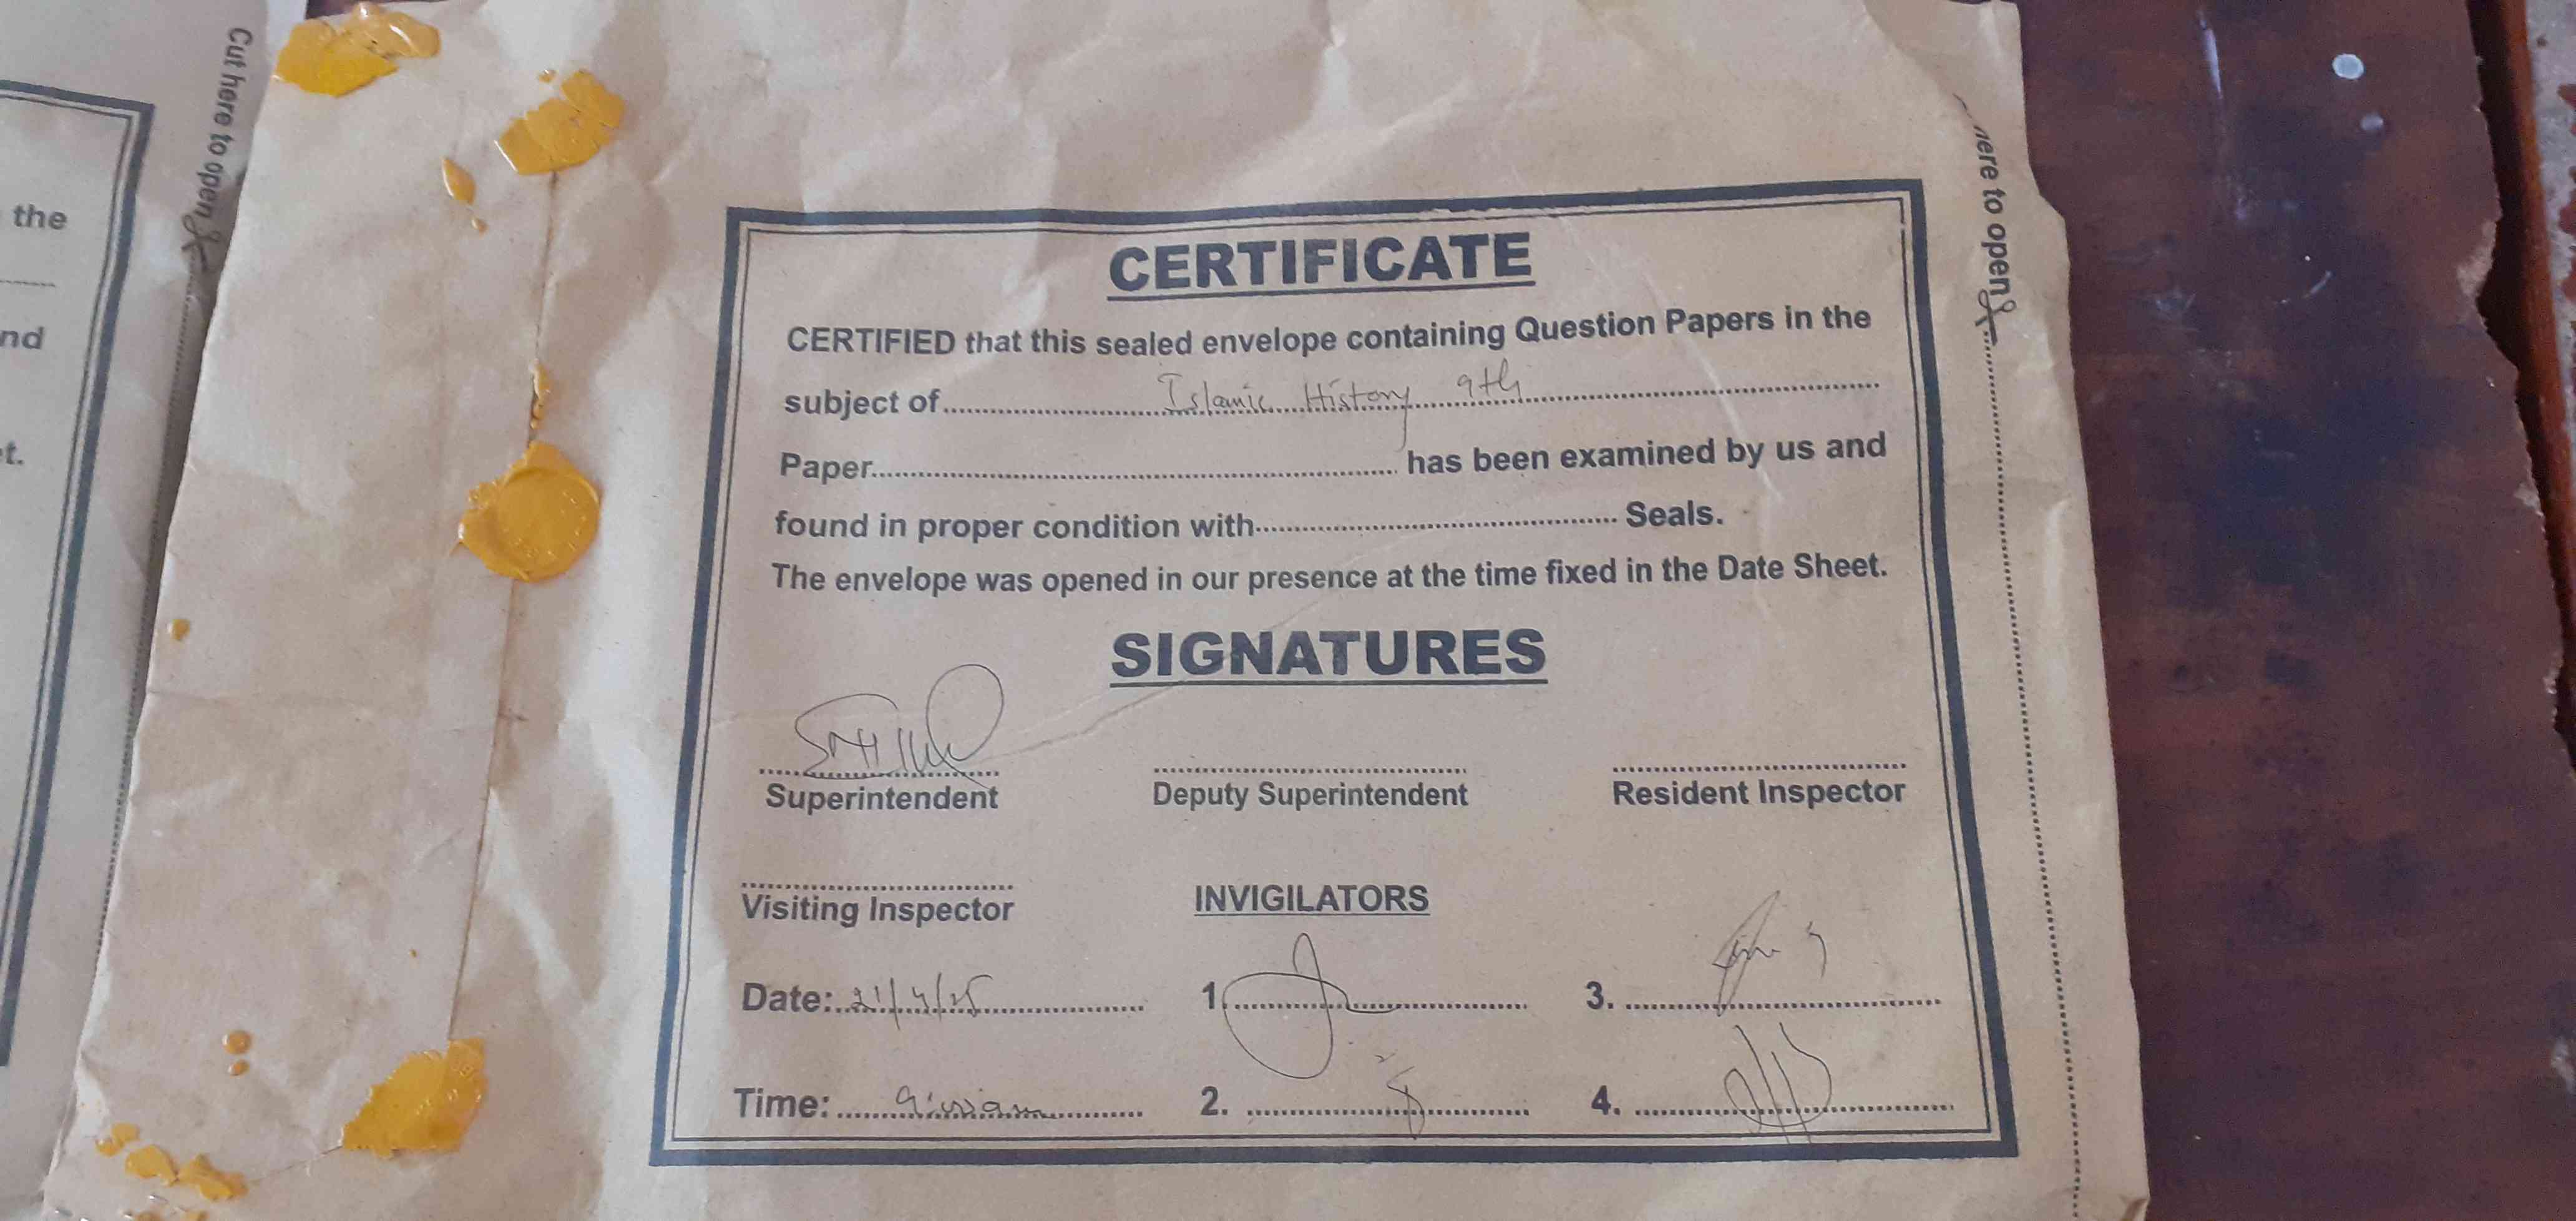 Cut here to open
the
nd
t.
here to open
CERTIFICATE
CERTIFIED that this sealed envelope containing Question Papers in the
subject of........Islamic History 9th........
Paper........ has been examined by us and
found in proper condition with........ Seals.
The envelope was opened in our presence at the time fixed in the Date Sheet.
SIGNATURES
Superintendent Deputy Superintendent Resident Inspector
Visiting Inspector INVIGILATORS
Date: 21/4/25 1. 3.
Time: 2. 4.